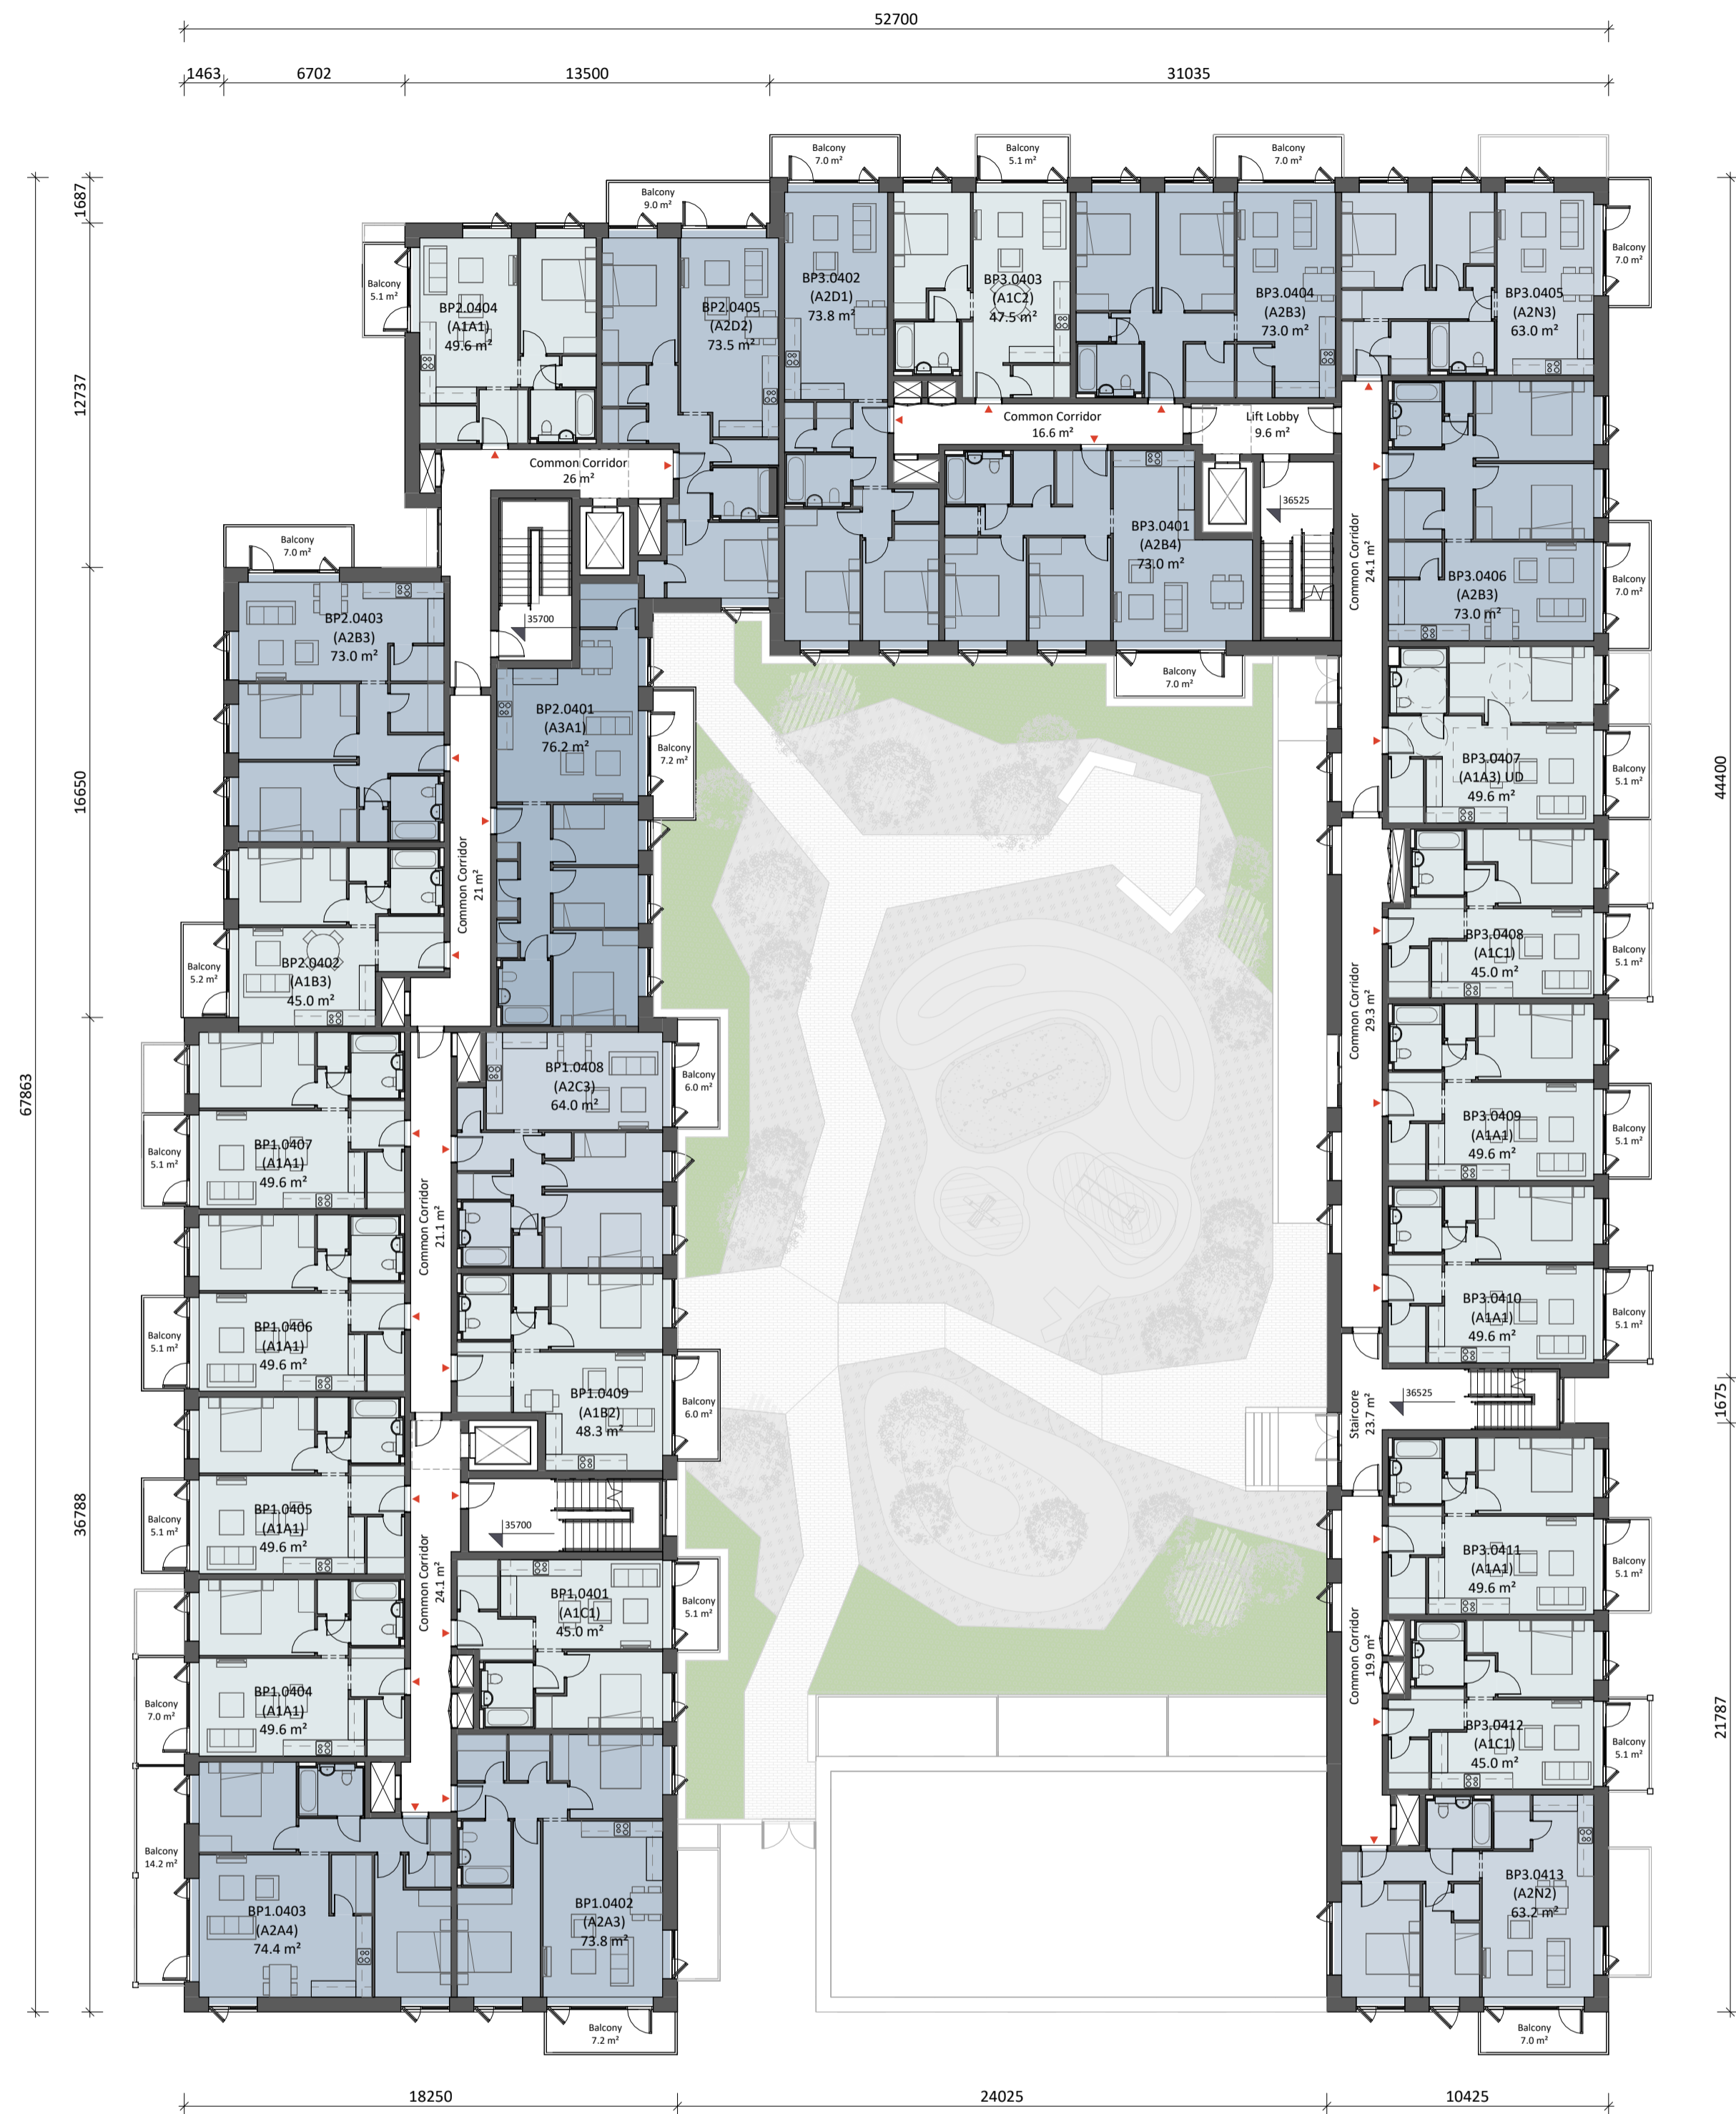 52700
1463
6702
13500
31035
67863
1687
12737
16650
36788
44400
1675
21787
Balcony
7.0 m²
Balcony
5.1 m²
Balcony
7.0 m²
Balcony
9.0 m²
Balcony
5.1 m²
Balcony
7.0 m²
BP2.0404
(A1A1)
49.6 m²
BP2.0405
(A2D2)
73.5 m²
BP3.0402
(A2D1)
73.8 m²
BP3.0403
(A1C2)
47.5 m²
BP3.0404
(A2B3)
73.0 m²
BP3.0405
(A2N3)
63.0 m²
Common Corridor
16.6 m²
Lift Lobby
9.6 m²
Common Corridor
26 m²
36525
BP3.0401
(A2B4)
73.0 m²
Common Corridor
24.1 m²
Balcony
7.0 m²
BP3.0406
(A2B3)
73.0 m²
Balcony
7.0 m²
BP2.0403
(A2B3)
73.0 m²
35700
Balcony
7.0 m²
BP2.0401
(A3A1)
76.2 m²
Balcony
7.2 m²
BP3.0407
(A1A3) UD
49.6 m²
Balcony
5.1 m²
Common Corridor
21 m²
BP2.0402
(A1B3)
45.0 m²
Balcony
5.2 m²
BP3.0408
(A1C1)
45.0 m²
Balcony
5.1 m²
Common Corridor
29.3 m²
BP1.0408
(A2C3)
64.0 m²
Balcony
6.0 m²
BP3.0409
(A1A1)
49.6 m²
Balcony
5.1 m²
BP1.0407
(A1A1)
49.6 m²
Balcony
5.1 m²
Common Corridor
21.1 m²
BP3.0410
(A1A1)
49.6 m²
Balcony
5.1 m²
BP1.0406
(A1A1)
49.6 m²
Balcony
5.1 m²
BP1.0409
(A1B2)
48.3 m²
Balcony
6.0 m²
Staircore
23.7 m²
36525
BP1.0405
(A1A1)
49.6 m²
Balcony
5.1 m²
35700
BP3.0411
(A1A1)
49.6 m²
Balcony
5.1 m²
Common Corridor
24.1 m²
BP1.0401
(A1C1)
45.0 m²
Balcony
5.1 m²
Common Corridor
19.9 m²
BP1.0404
(A1A1)
49.6 m²
Balcony
7.0 m²
BP3.0412
(A1C1)
45.0 m²
Balcony
5.1 m²
Balcony
14.2 m²
BP1.0403
(A2A4)
74.4 m²
BP1.0402
(A2A3)
73.8 m²
BP3.0413
(A2N2)
63.2 m²
Balcony
7.2 m²
Balcony
7.0 m²
18250
24025
10425